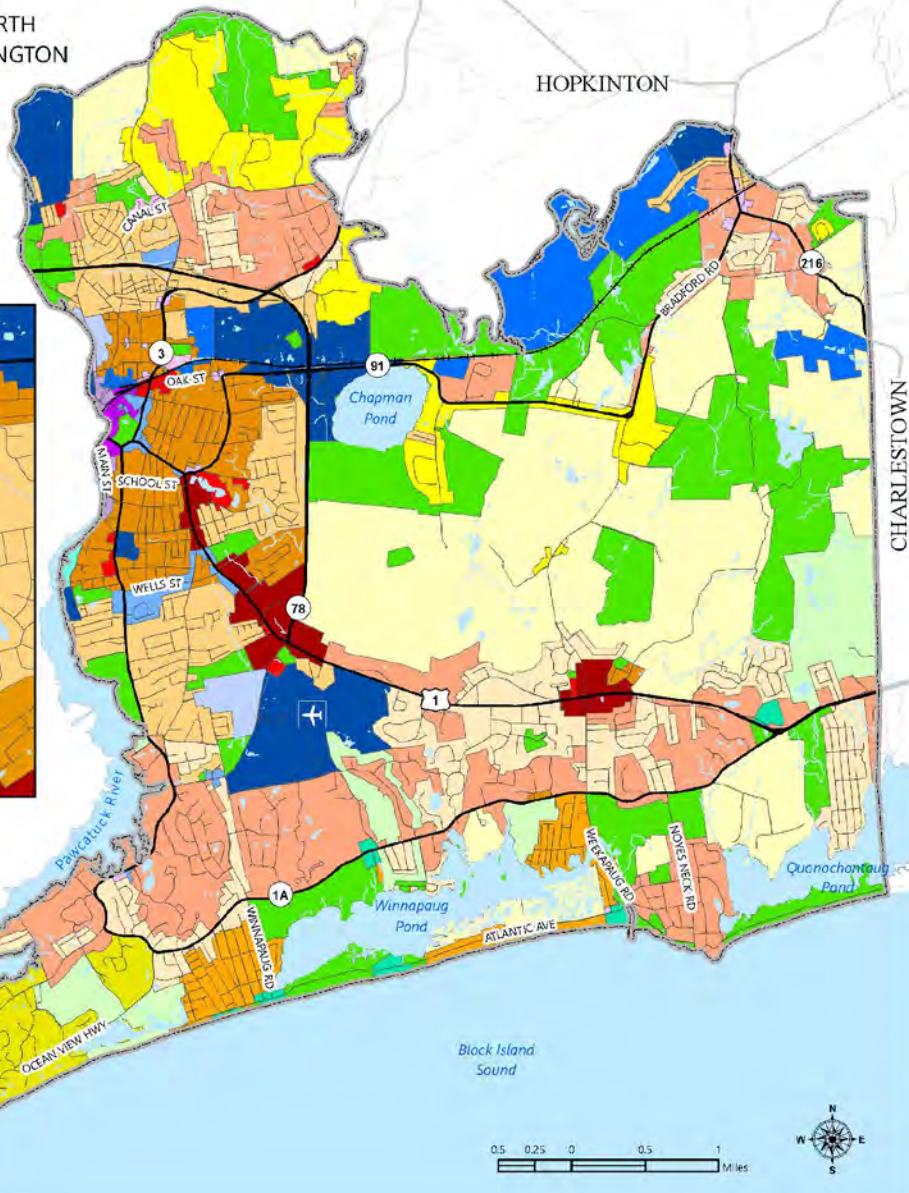 RTH
NGTON
HOPKINTON
CANAL ST
BRADFORD RD
216
3
OAK ST
91
Chapman
Pond
CHARLESTOWN
MAIN ST
SCHOOL ST
WELLS ST
78
1
Pawcatuck River
WEEKAPAUG RD
NOYES NECK RD
Quonochontaug
Pond
1A
Winnapaug
Pond
WINNAPAUG RD
ATLANTIC AVE
OCEAN VIEW HWY
Block Island
Sound
N
W E
S
0.5 0.25 0 0.5 1
Miles